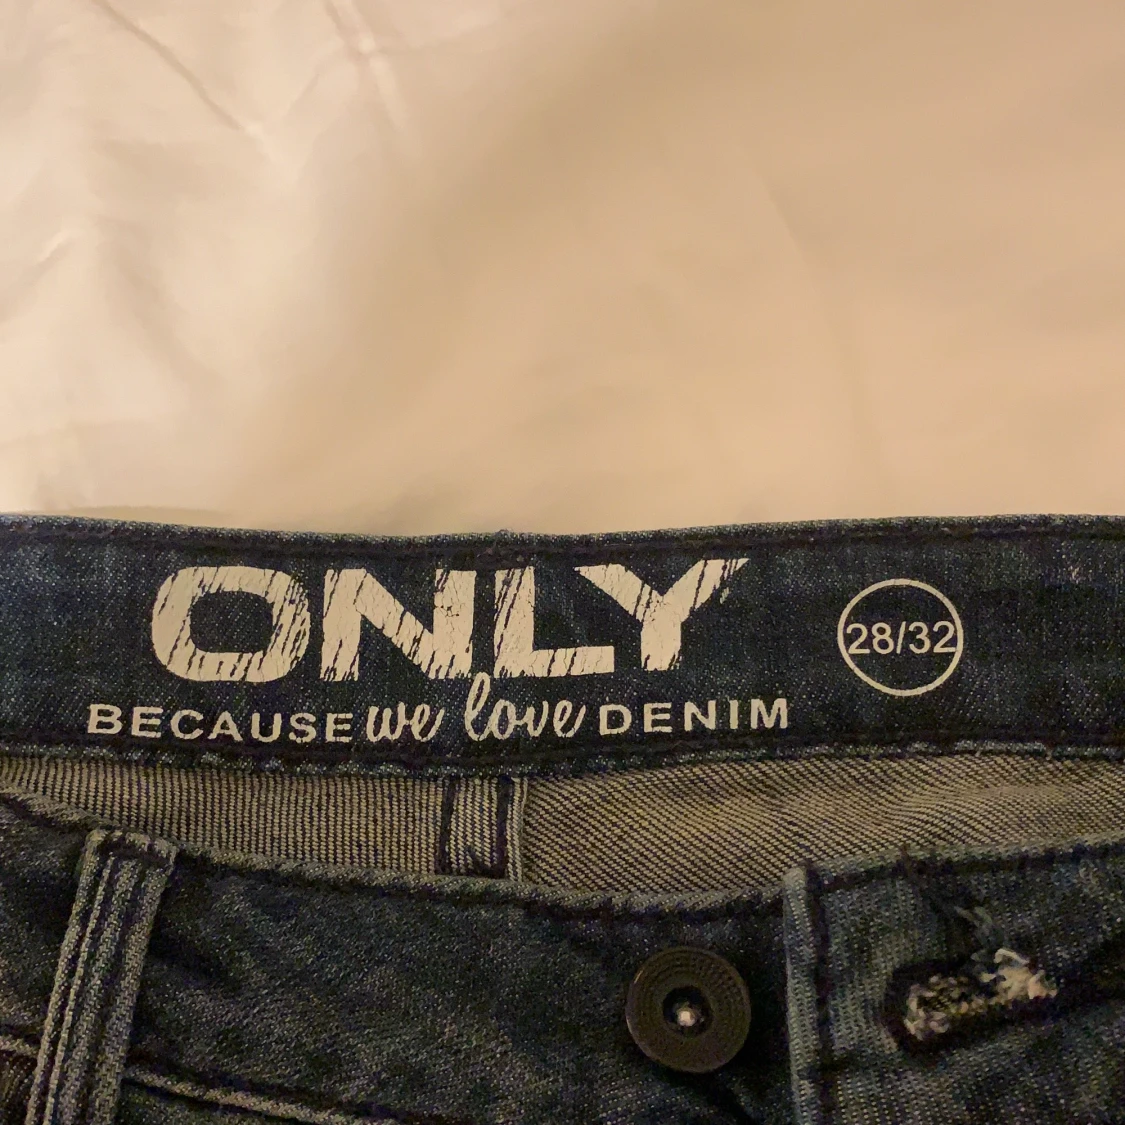 ONLY
BECAUSE we love DENIM
28/32